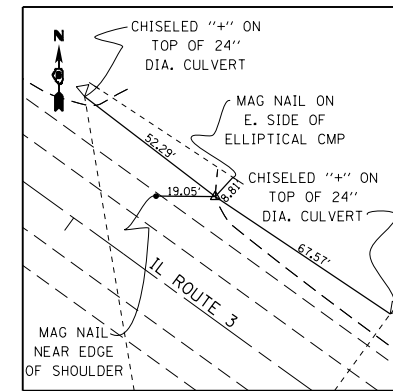 CHISELED "+" ON
TOP OF 24"
DIA. CULVERT
N
MAG NAIL ON
E. SIDE OF
ELLIPTICAL CMP
52.29'
8.81'
19.05'
CHISELED "+" ON
TOP OF 24"
DIA. CULVERT
67.57'
IL ROUTE 3
MAG NAIL
NEAR EDGE
OF SHOULDER